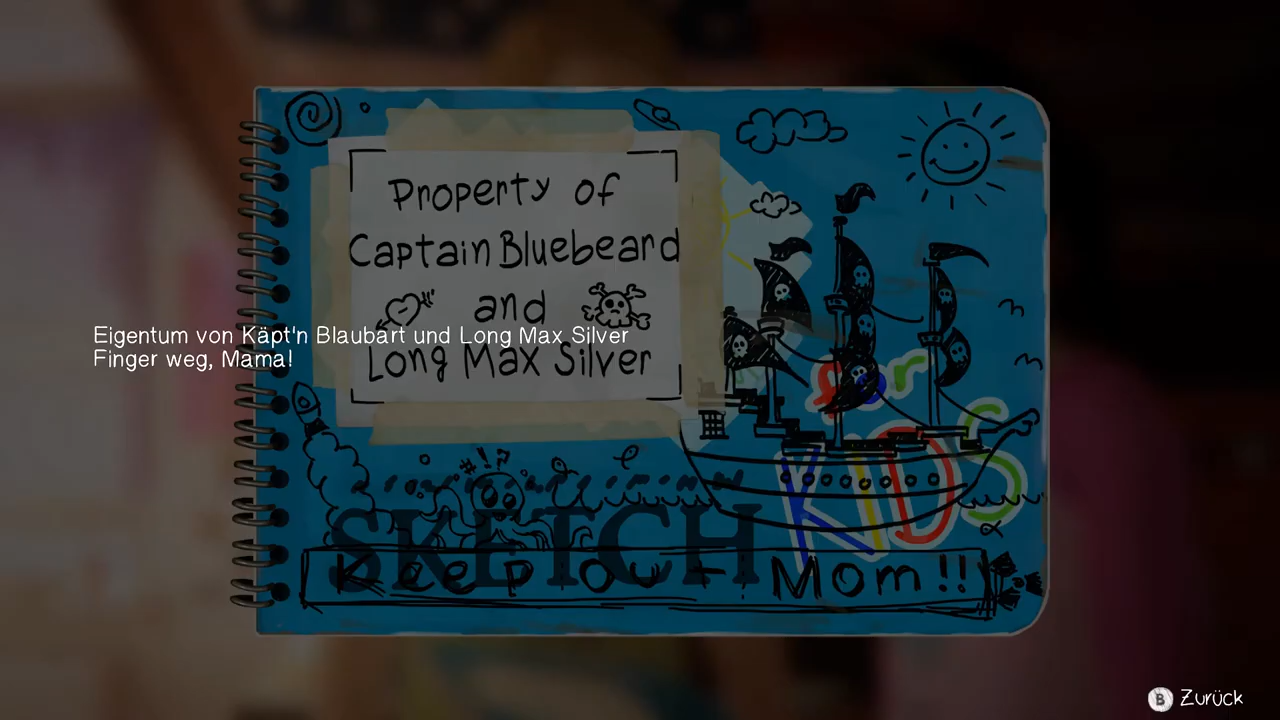 Property of
Captain Bluebeard
and
Long Max Silver
Eigentum von Käpt'n Blaubart und Long Max Silver
Finger weg, Mama!
#!?
SKETCH KIDS
Keep out Mom!!
B Zurück